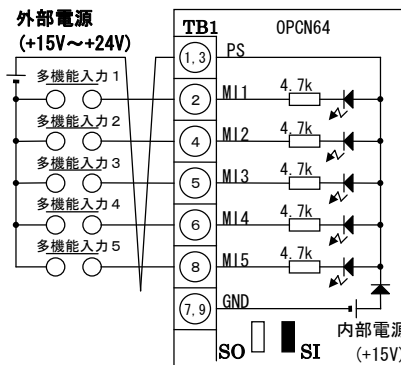 外部電源
(+15V～+24V)
TB1
OPCN64
1, 3
PS
多機能入力１
2
MI1
4.7k
多機能入力２
4
MI2
4.7k
多機能入力３
5
MI3
4.7k
多機能入力４
6
MI4
4.7k
多機能入力５
8
MI5
4.7k
7, 9
GND
内部電源
(+15V)
SO
SI